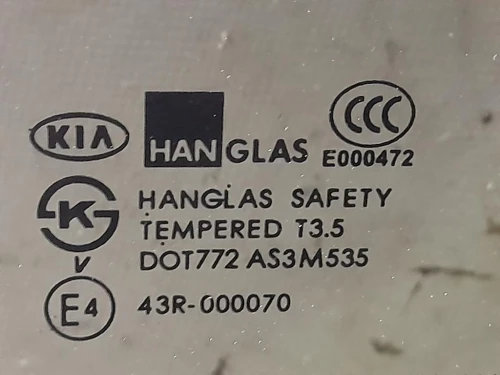 KIA HANGLAS CCC E000472
K HANGLAS SAFETY
TEMPERED T3.5
V DOT772 AS3M535
E4 43R-000070